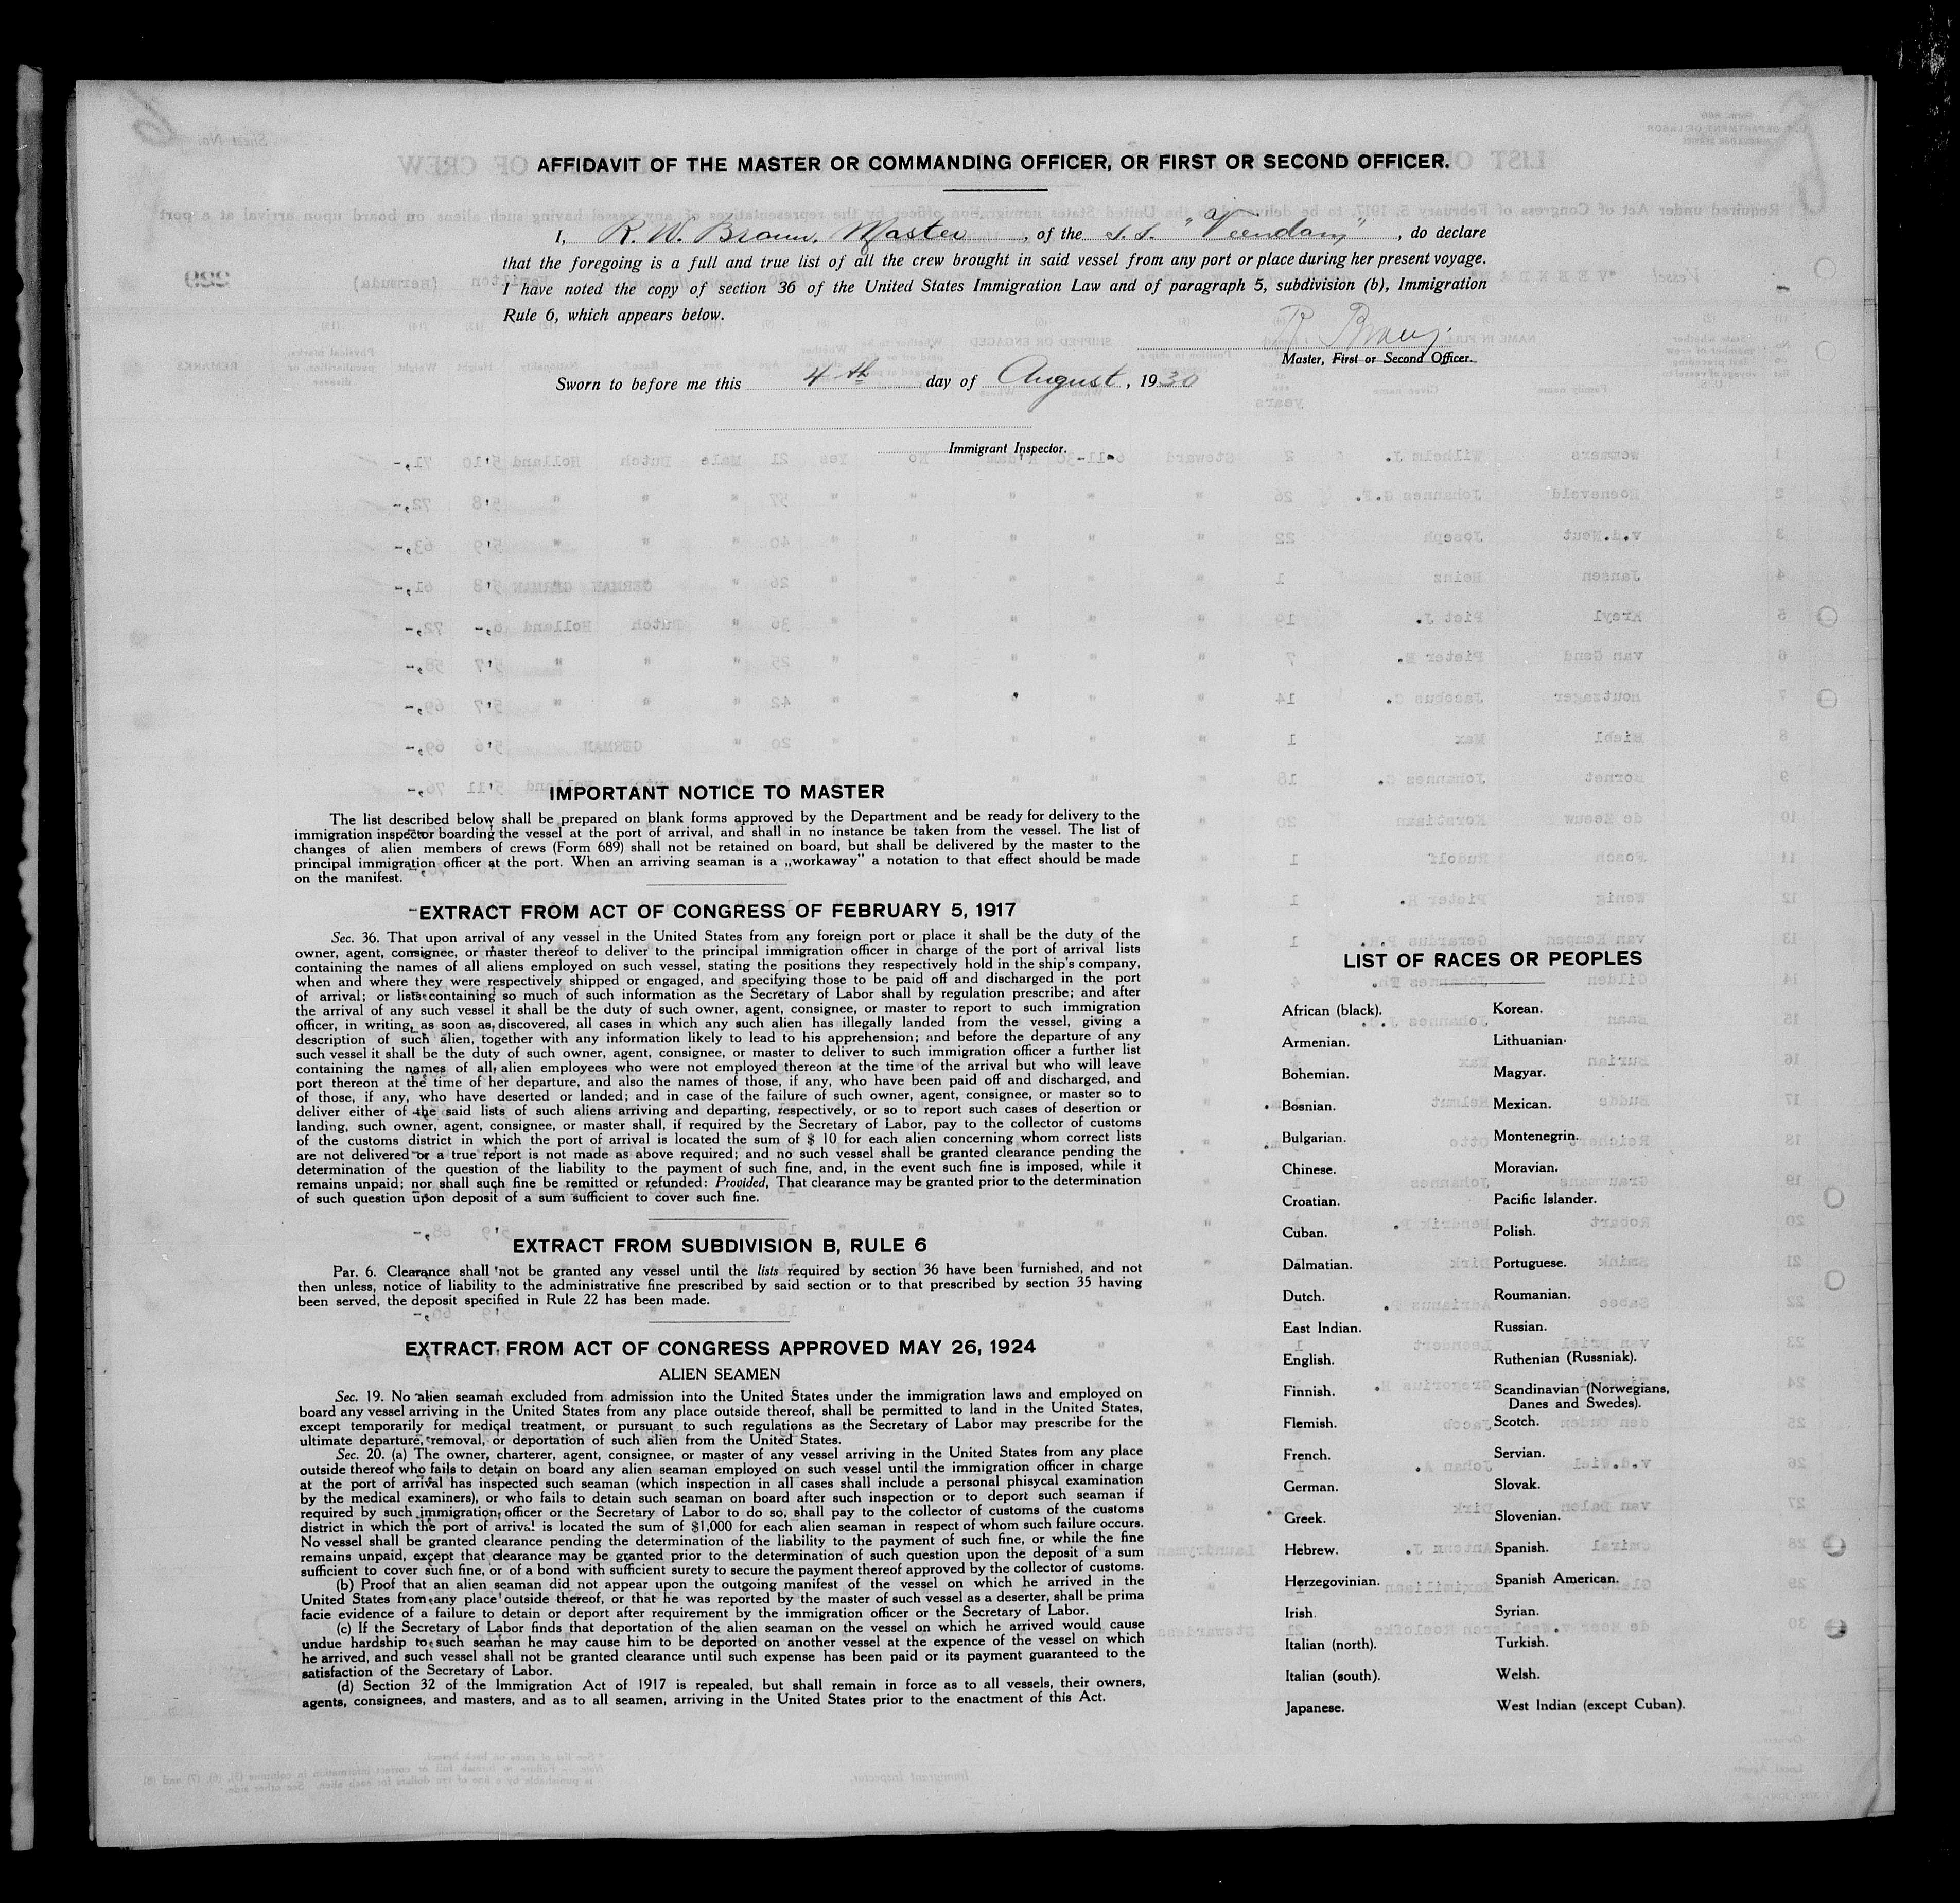 AFFIDAVIT OF THE MASTER OR COMMANDING OFFICER, OR FIRST OR SECOND OFFICER.
I, R. W. Braun, Master, of the S.S. "Veendam", do declare
that the foregoing is a full and true list of all the crew brought in said vessel from any port or place during her present voyage.
I have noted the copy of section 36 of the United States Immigration Law and of paragraph 5, subdivision (b), Immigration
Rule 6, which appears below.
Master, First or Second Officer.
Sworn to before me this 4th day of August, 1930
Immigrant Inspector.
IMPORTANT NOTICE TO MASTER
The list described below shall be prepared on blank forms approved by the Department and be ready for delivery to the
immigration inspector boarding the vessel at the port of arrival, and shall in no instance be taken from the vessel. The list of
changes of alien members of crews (Form 689) shall not be retained on board, but shall be delivered by the master to the
principal immigration officer at the port. When an arriving seaman is a „workaway" a notation to that effect should be made
on the manifest.
EXTRACT FROM ACT OF CONGRESS OF FEBRUARY 5, 1917
Sec. 36. That upon arrival of any vessel in the United States from any foreign port or place it shall be the duty of the
owner, agent, consignee, or master thereof to deliver to the principal immigration officer in charge of the port of arrival lists
containing the names of all aliens employed on such vessel, stating the positions they respectively hold in the ship's company,
when and where they were respectively shipped or engaged, and specifying those to be paid off and discharged in the port
of arrival; or lists containing so much of such information as the Secretary of Labor shall by regulation prescribe; and after
the arrival of any such vessel it shall be the duty of such owner, agent, consignee, or master to report to such immigration
officer, in writing, as soon as discovered, all cases in which any such alien has illegally landed from the vessel, giving a
description of such alien, together with any information likely to lead to his apprehension; and before the departure of any
such vessel it shall be the duty of such owner, agent, consignee, or master to deliver to such immigration officer a further list
containing the names of all alien employees who were not employed thereon at the time of the arrival but who will leave
port thereon at the time of her departure, and also the names of those, if any, who have been paid off and discharged, and
of those, if any, who have deserted or landed; and in case of the failure of such owner, agent, consignee, or master so to
deliver either of the said lists of such aliens arriving and departing, respectively, or so to report such cases of desertion or
landing, such owner, agent, consignee, or master shall, if required by the Secretary of Labor, pay to the collector of customs
of the customs district in which the port of arrival is located the sum of $ 10 for each alien concerning whom correct lists
are not delivered or a true report is not made as above required; and no such vessel shall be granted clearance pending the
determination of the question of the liability to the payment of such fine, and, in the event such fine is imposed, while it
remains unpaid; nor shall such fine be remitted or refunded: Provided, That clearance may be granted prior to the determination
of such question upon deposit of a sum sufficient to cover such fine.
EXTRACT FROM SUBDIVISION B, RULE 6
Par. 6. Clearance shall not be granted any vessel until the lists required by section 36 have been furnished, and not
then unless, notice of liability to the administrative fine prescribed by said section or to that prescribed by section 35 having
been served, the deposit specified in Rule 22 has been made.
EXTRACT FROM ACT OF CONGRESS APPROVED MAY 26, 1924
ALIEN SEAMEN
Sec. 19. No alien seaman excluded from admission into the United States under the immigration laws and employed on
board any vessel arriving in the United States from any place outside thereof, shall be permitted to land in the United States,
except temporarily for medical treatment, or pursuant to such regulations as the Secretary of Labor may prescribe for the
ultimate departure, removal, or deportation of such alien from the United States.
Sec. 20. (a) The owner, charterer, agent, consignee, or master of any vessel arriving in the United States from any place
outside thereof who fails to detain on board any alien seaman employed on such vessel until the immigration officer in charge
at the port of arrival has inspected such seaman (which inspection in all cases shall include a personal phisycal examination
by the medical examiners), or who fails to detain such seaman on board after such inspection or to deport such seaman if
required by such immigration officer or the Secretary of Labor to do so, shall pay to the collector of customs of the customs
district in which the port of arrival is located the sum of $1,000 for each alien seaman in respect of whom such failure occurs.
No vessel shall be granted clearance pending the determination of the liability to the payment of such fine, or while the fine
remains unpaid, except that clearance may be granted prior to the determination of such question upon the deposit of a sum
sufficient to cover such fine, or of a bond with sufficient surety to secure the payment thereof approved by the collector of customs.
(b) Proof that an alien seaman did not appear upon the outgoing manifest of the vessel on which he arrived in the
United States from any place outside thereof, or that he was reported by the master of such vessel as a deserter, shall be prima
facie evidence of a failure to detain or deport after requirement by the immigration officer or the Secretary of Labor.
(c) If the Secretary of Labor finds that deportation of the alien seaman on the vessel on which he arrived would cause
undue hardship to such seaman he may cause him to be deported on another vessel at the expence of the vessel on which
he arrived, and such vessel shall not be granted clearance until such expense has been paid or its payment guaranteed to the
satisfaction of the Secretary of Labor.
(d) Section 32 of the Immigration Act of 1917 is repealed, but shall remain in force as to all vessels, their owners,
agents, consignees, and masters, and as to all seamen, arriving in the United States prior to the enactment of this Act.
LIST OF RACES OR PEOPLES
African (black).
Armenian.
Bohemian.
Bosnian.
Bulgarian.
Chinese.
Croatian.
Cuban.
Dalmatian.
Dutch.
East Indian.
English.
Finnish.
Flemish.
French.
German.
Greek.
Hebrew.
Herzegovinian.
Irish.
Italian (north).
Italian (south).
Japanese.
Korean.
Lithuanian.
Magyar.
Mexican.
Montenegrin.
Moravian.
Pacific Islander.
Polish.
Portuguese.
Roumanian.
Russian.
Ruthenian (Russniak).
Scandinavian (Norwegians,
Danes and Swedes).
Scotch.
Servian.
Slovak.
Slovenian.
Spanish.
Spanish American.
Syrian.
Turkish.
Welsh.
West Indian (except Cuban).